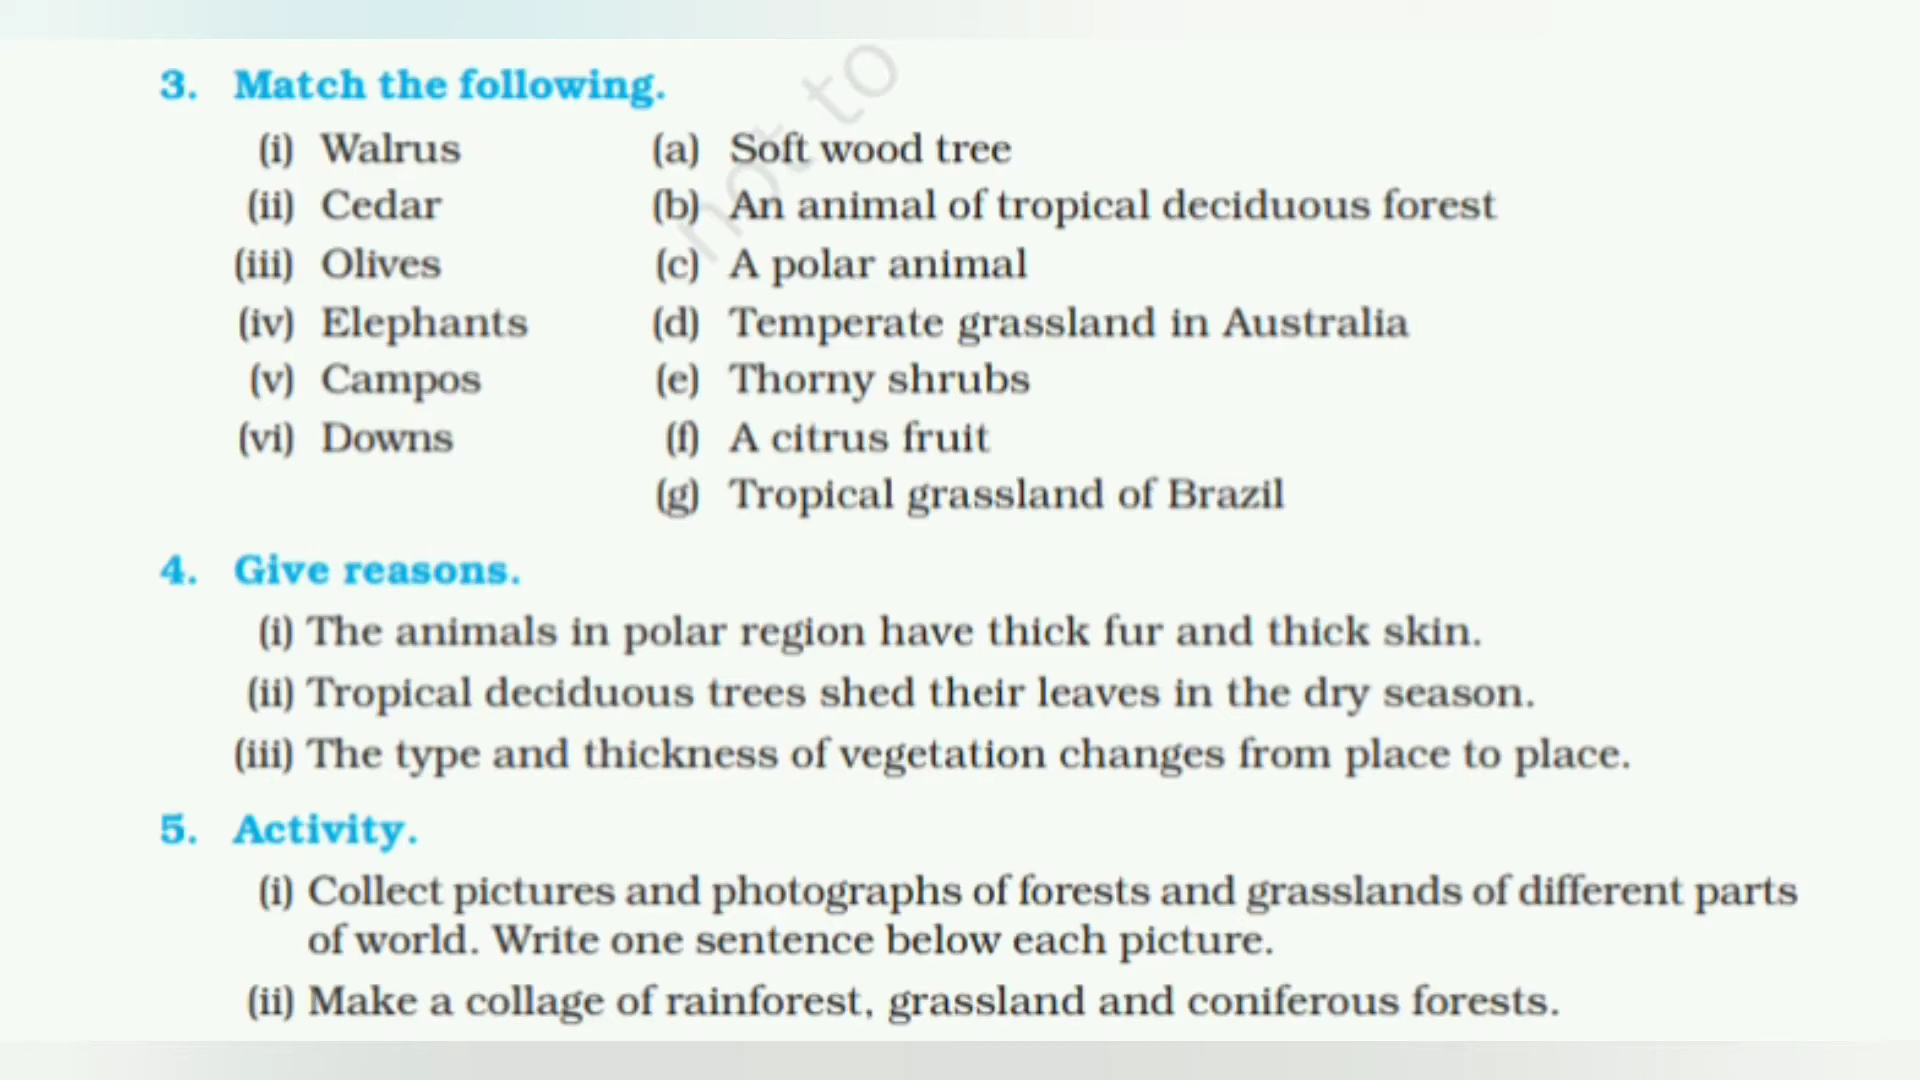 not to
3. Match the following.
(i) Walrus (a) Soft wood tree
(ii) Cedar (b) An animal of tropical deciduous forest
(iii) Olives (c) A polar animal
(iv) Elephants (d) Temperate grassland in Australia
(v) Campos (e) Thorny shrubs
(vi) Downs (f) A citrus fruit
(g) Tropical grassland of Brazil
4. Give reasons.
(i) The animals in polar region have thick fur and thick skin.
(ii) Tropical deciduous trees shed their leaves in the dry season.
(iii) The type and thickness of vegetation changes from place to place.
5. Activity.
(i) Collect pictures and photographs of forests and grasslands of different parts
of world. Write one sentence below each picture.
(ii) Make a collage of rainforest, grassland and coniferous forests.